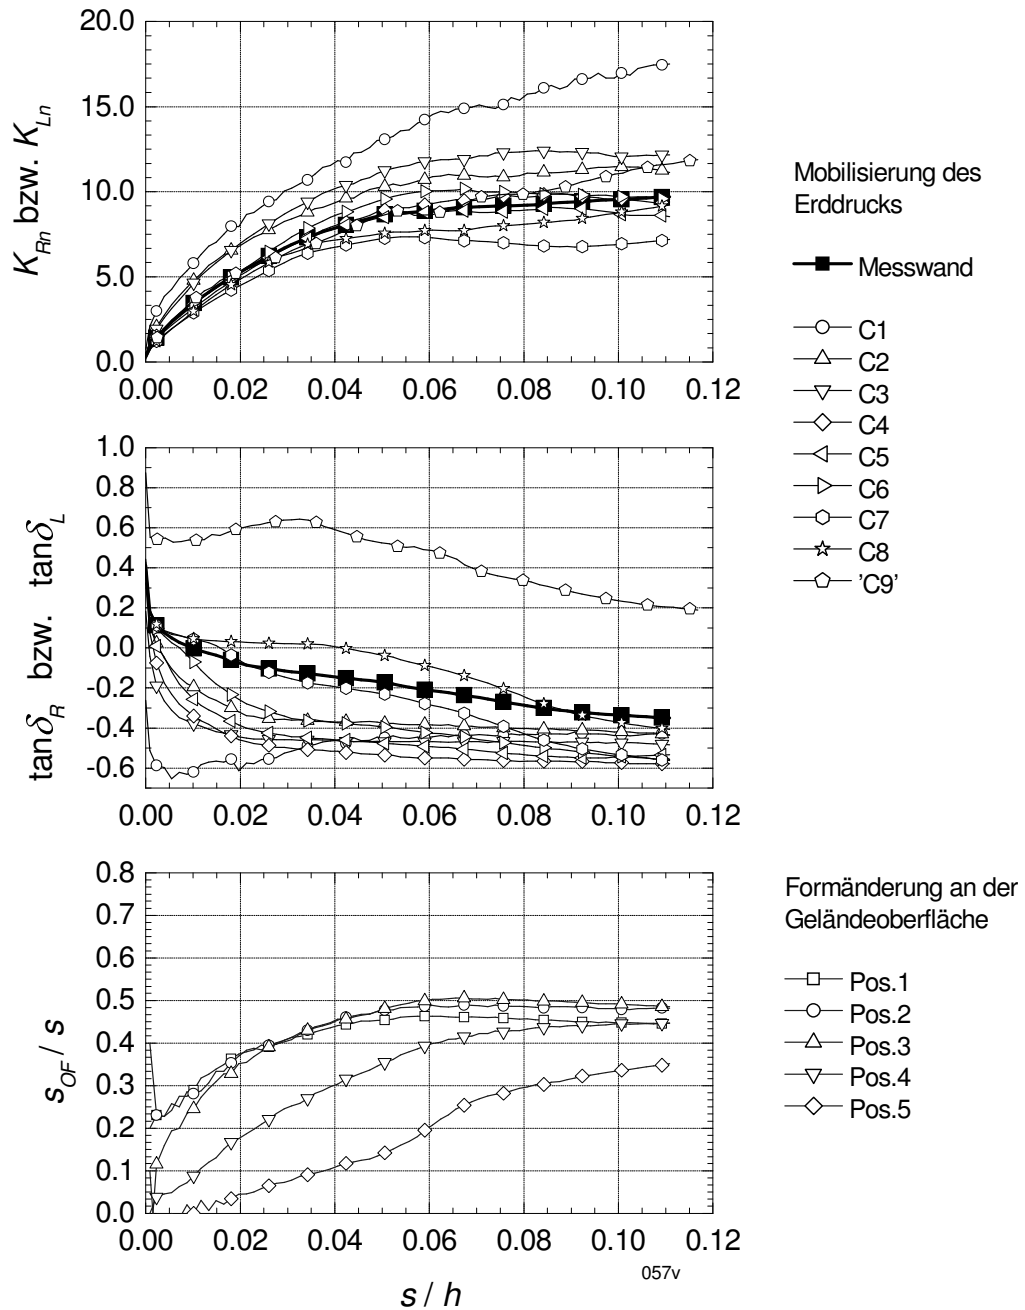 20.0
15.0
10.0
5.0
0.0
K_Rn bzw. K_Ln
0.00 0.02 0.04 0.06 0.08 0.10 0.12
Mobilisierung des
Erddrucks
Messwand
C1
C2
C3
C4
C5
C6
C7
C8
'C9'
1.0
0.8
0.6
0.4
0.2
0.0
-0.2
-0.4
-0.6
tanδ_R bzw. tanδ_L
0.00 0.02 0.04 0.06 0.08 0.10 0.12
0.8
0.7
0.6
0.5
0.4
0.3
0.2
0.1
0.0
s_OF / s
0.00 0.02 0.04 0.06 0.08 0.10 0.12
s / h
057v
Formänderung an der
Geländeoberfläche
Pos.1
Pos.2
Pos.3
Pos.4
Pos.5